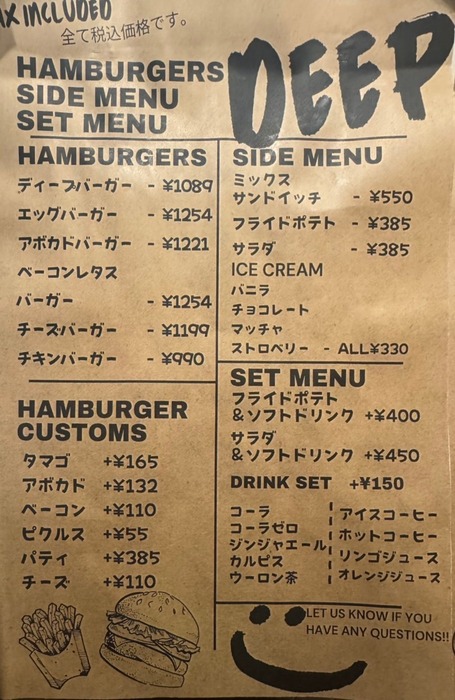 AX INCLUDED
全て税込価格です。
DEEP
HAMBURGERS
SIDE MENU
SET MENU
HAMBURGERS
ディープバーガー - ¥1089
エッグバーガー - ¥1254
アボカドバーガー - ¥1221
ベーコンレタス
バーガー - ¥1254
チーズバーガー - ¥1199
チキンバーガー - ¥990
HAMBURGER
CUSTOMS
タマゴ +¥165
アボカド +¥132
ベーコン +¥110
ピクルス +¥55
パティ +¥385
チーズ +¥110
SIDE MENU
ミックス
サンドイッチ - ¥550
フライドポテト - ¥385
サラダ - ¥385
ICE CREAM
バニラ
チョコレート
マッチャ
ストロベリー - ALL¥330
SET MENU
フライドポテト
&ソフトドリンク +¥400
サラダ
&ソフトドリンク +¥450
DRINK SET +¥150
コーラ
コーラゼロ
ジンジャエール
カルピス
ウーロン茶
アイスコーヒー
ホットコーヒー
リンゴジュース
オレンジジュース
LET US KNOW IF YOU
HAVE ANY QUESTIONS!!